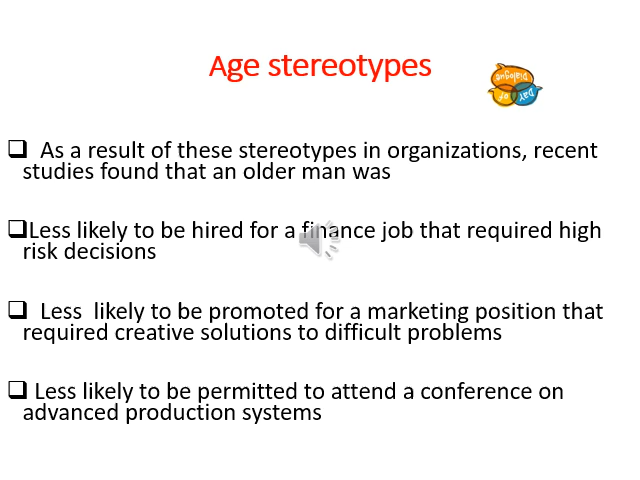 Age stereotypes
Dialogue
DAY
OF
❑ As a result of these stereotypes in organizations, recent
studies found that an older man was
❑Less likely to be hired for a finance job that required high
risk decisions
❑ Less likely to be promoted for a marketing position that
required creative solutions to difficult problems
❑ Less likely to be permitted to attend a conference on
advanced production systems